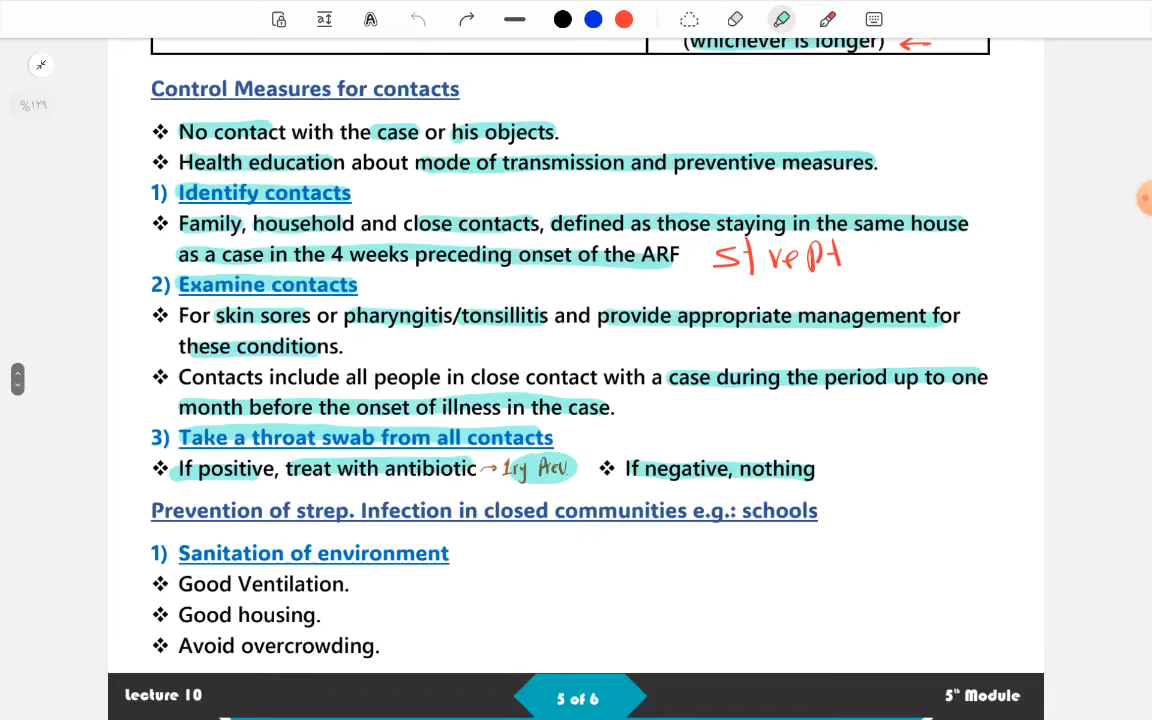 (whichever is longer)
%١٢٩
Control Measures for contacts
❖ No contact with the case or his objects.
❖ Health education about mode of transmission and preventive measures.
1) Identify contacts
❖ Family, household and close contacts, defined as those staying in the same house
as a case in the 4 weeks preceding onset of the ARF strept
2) Examine contacts
❖ For skin sores or pharyngitis/tonsillitis and provide appropriate management for
these conditions.
❖ Contacts include all people in close contact with a case during the period up to one
month before the onset of illness in the case.
3) Take a throat swab from all contacts
❖ If positive, treat with antibiotic → 1ry Prev. ❖ If negative, nothing
Prevention of strep. Infection in closed communities e.g.: schools
1) Sanitation of environment
❖ Good Ventilation.
❖ Good housing.
❖ Avoid overcrowding.
Lecture 10 5 of 6 5th Module